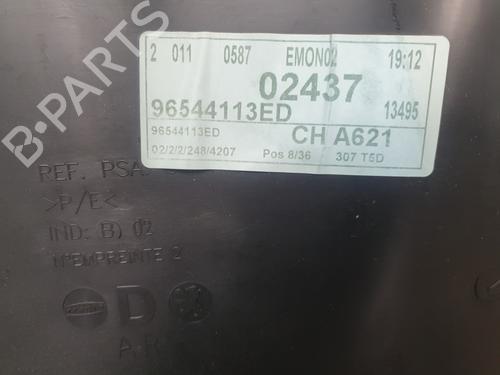 2 011 0587 EMON02 19:12
02437
96544113ED 13495
96544113ED CH A621
02/2/2/248/4207 Pos 8/36 307 T5D
REF. PSA
>P/E<
IND: B) 02
N°EMPREINTE 2
D
B-PARTS